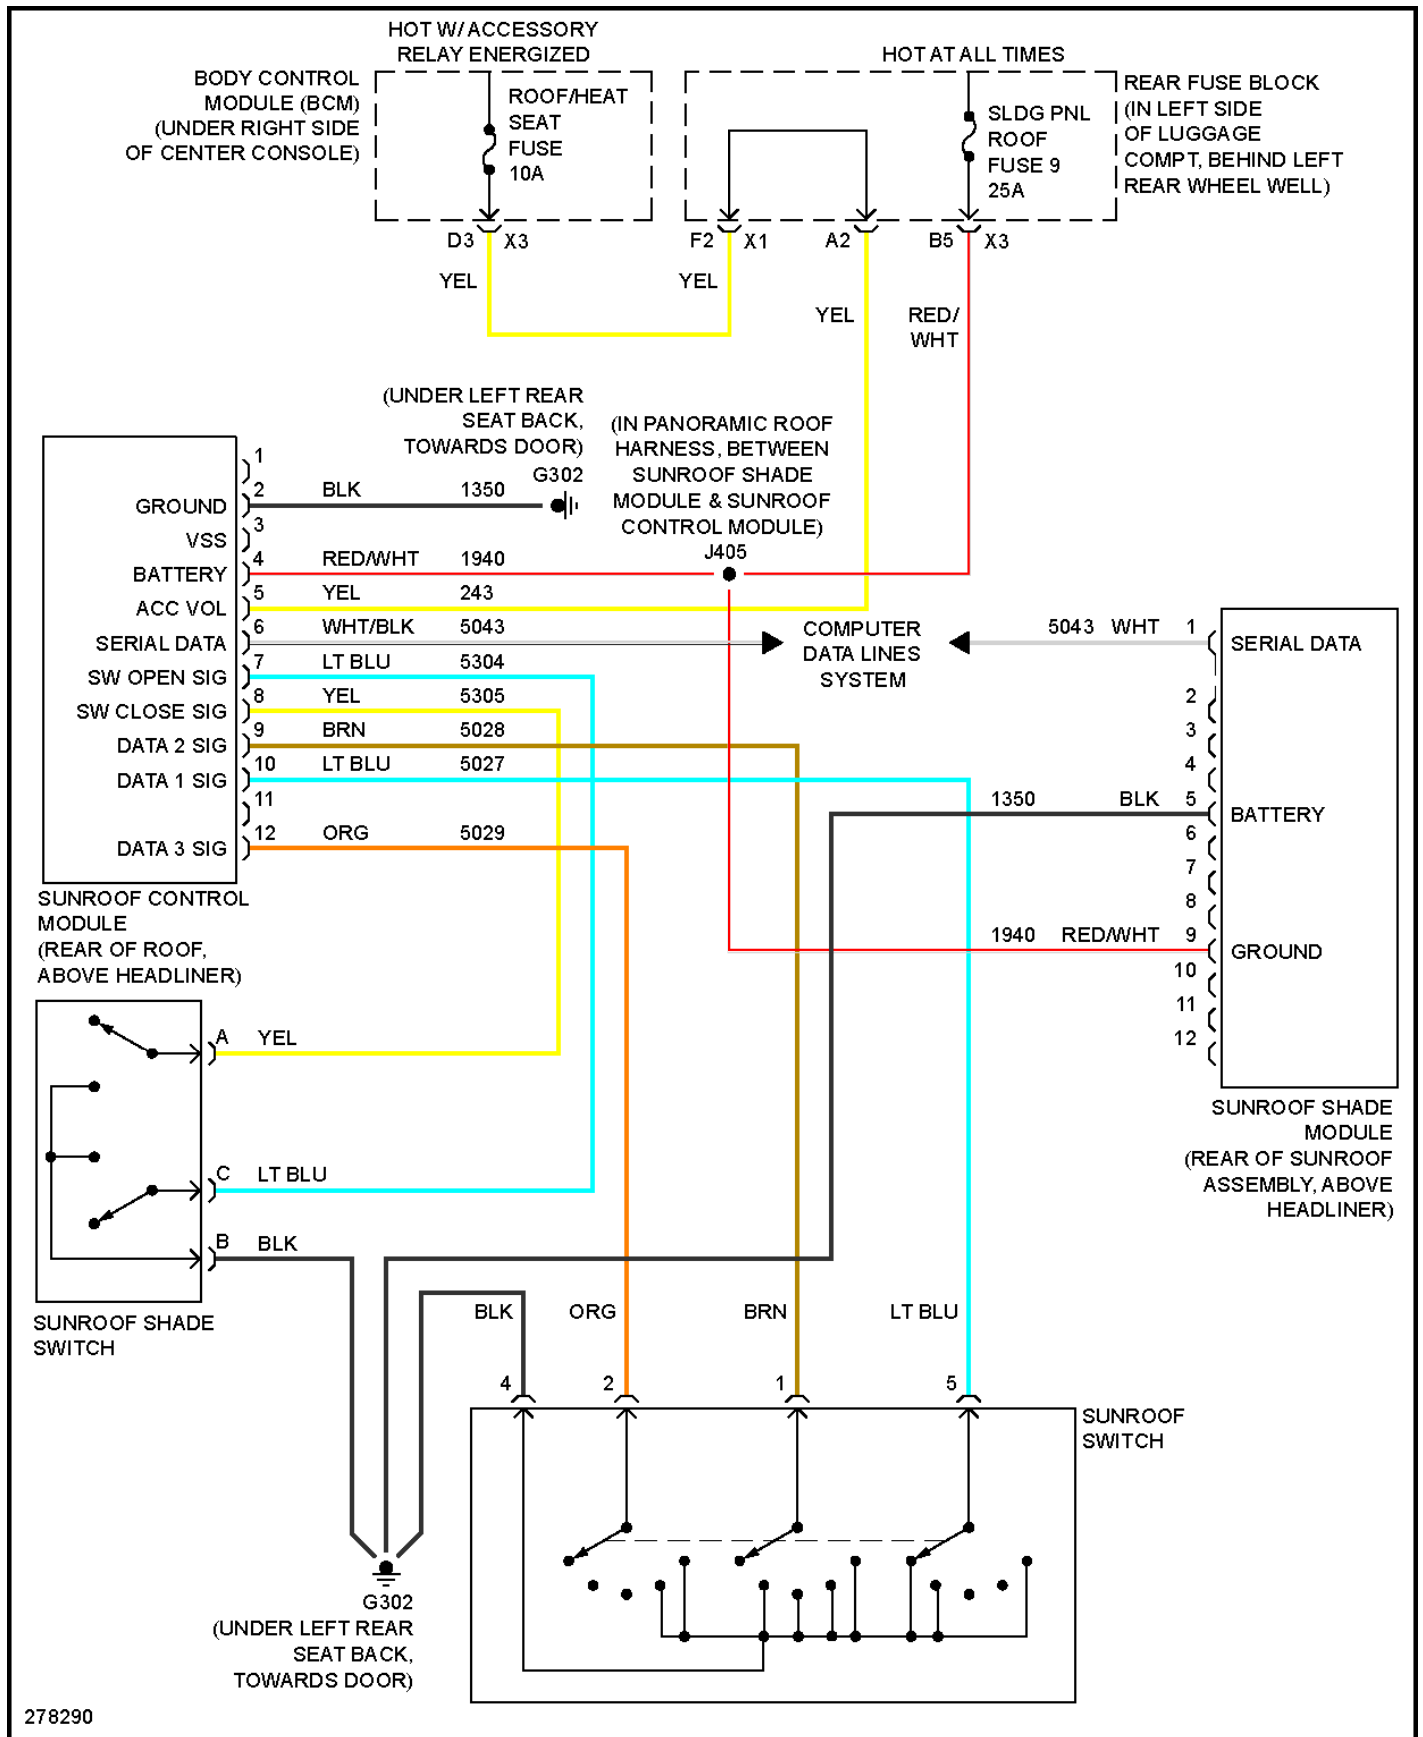 HOT W/ ACCESSORY
RELAY ENERGIZED
HOT AT ALL TIMES
BODY CONTROL
MODULE (BCM)
(UNDER RIGHT SIDE
OF CENTER CONSOLE)
ROOF/HEAT
SEAT
FUSE
10A
SLDG PNL
ROOF
FUSE 9
25A
REAR FUSE BLOCK
(IN LEFT SIDE
OF LUGGAGE
COMPT, BEHIND LEFT
REAR WHEEL WELL)
D3 X3
F2 X1
A2
B5 X3
YEL
YEL
YEL
RED/
WHT
(UNDER LEFT REAR
SEAT BACK,
TOWARDS DOOR)
G302
(IN PANORAMIC ROOF
HARNESS, BETWEEN
SUNROOF SHADE
MODULE & SUNROOF
CONTROL MODULE)
J405
1
GROUND 2 BLK 1350
VSS 3
BATTERY 4 RED/WHT 1940
ACC VOL 5 YEL 243
SERIAL DATA 6 WHT/BLK 5043
SW OPEN SIG 7 LT BLU 5304
SW CLOSE SIG 8 YEL 5305
DATA 2 SIG 9 BRN 5028
DATA 1 SIG 10 LT BLU 5027
11
DATA 3 SIG 12 ORG 5029
SUNROOF CONTROL
MODULE
(REAR OF ROOF,
ABOVE HEADLINER)
COMPUTER
DATA LINES
SYSTEM
5043 WHT 1 SERIAL DATA
2
3
4
1350 BLK 5 BATTERY
6
7
8
1940 RED/WHT 9 GROUND
10
11
12
SUNROOF SHADE
MODULE
(REAR OF SUNROOF
ASSEMBLY, ABOVE
HEADLINER)
A YEL
C LT BLU
B BLK
SUNROOF SHADE
SWITCH
BLK ORG BRN LT BLU
4 2 1 5
SUNROOF
SWITCH
G302
(UNDER LEFT REAR
SEAT BACK,
TOWARDS DOOR)
278290